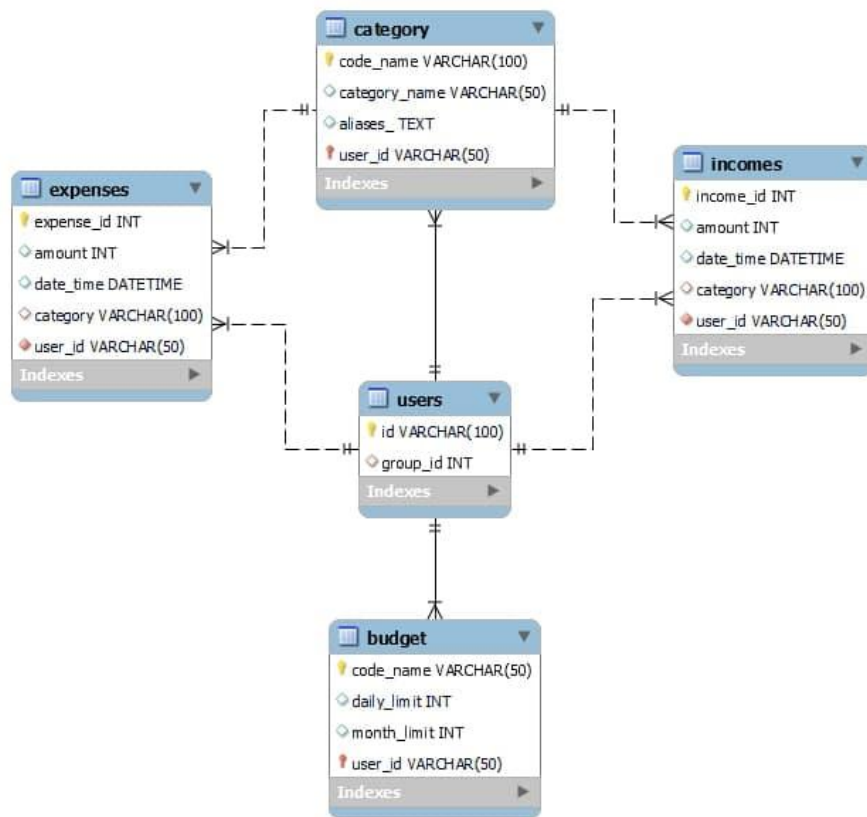 category
code_name VARCHAR(100)
category_name VARCHAR(50)
aliases_ TEXT
user_id VARCHAR(50)
Indexes
expenses
expense_id INT
amount INT
date_time DATETIME
category VARCHAR(100)
user_id VARCHAR(50)
Indexes
incomes
income_id INT
amount INT
date_time DATETIME
category VARCHAR(100)
user_id VARCHAR(50)
Indexes
users
id VARCHAR(100)
group_id INT
Indexes
budget
code_name VARCHAR(50)
daily_limit INT
month_limit INT
user_id VARCHAR(50)
Indexes